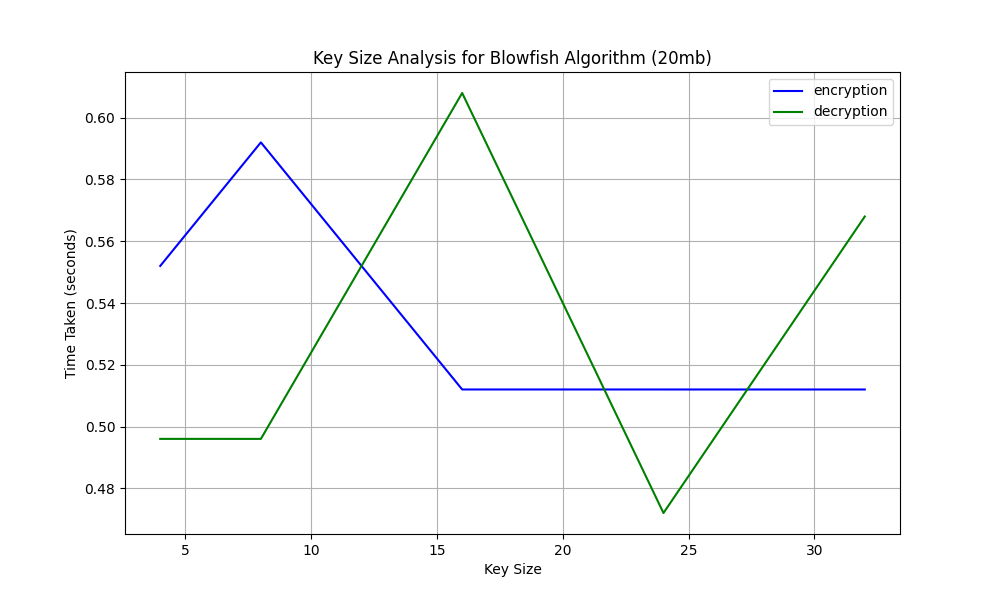 Key Size Analysis for Blowfish Algorithm (20mb)
encryption
decryption
Time Taken (seconds)
0.60
0.58
0.56
0.54
0.52
0.50
0.48
5 10 15 20 25 30
Key Size